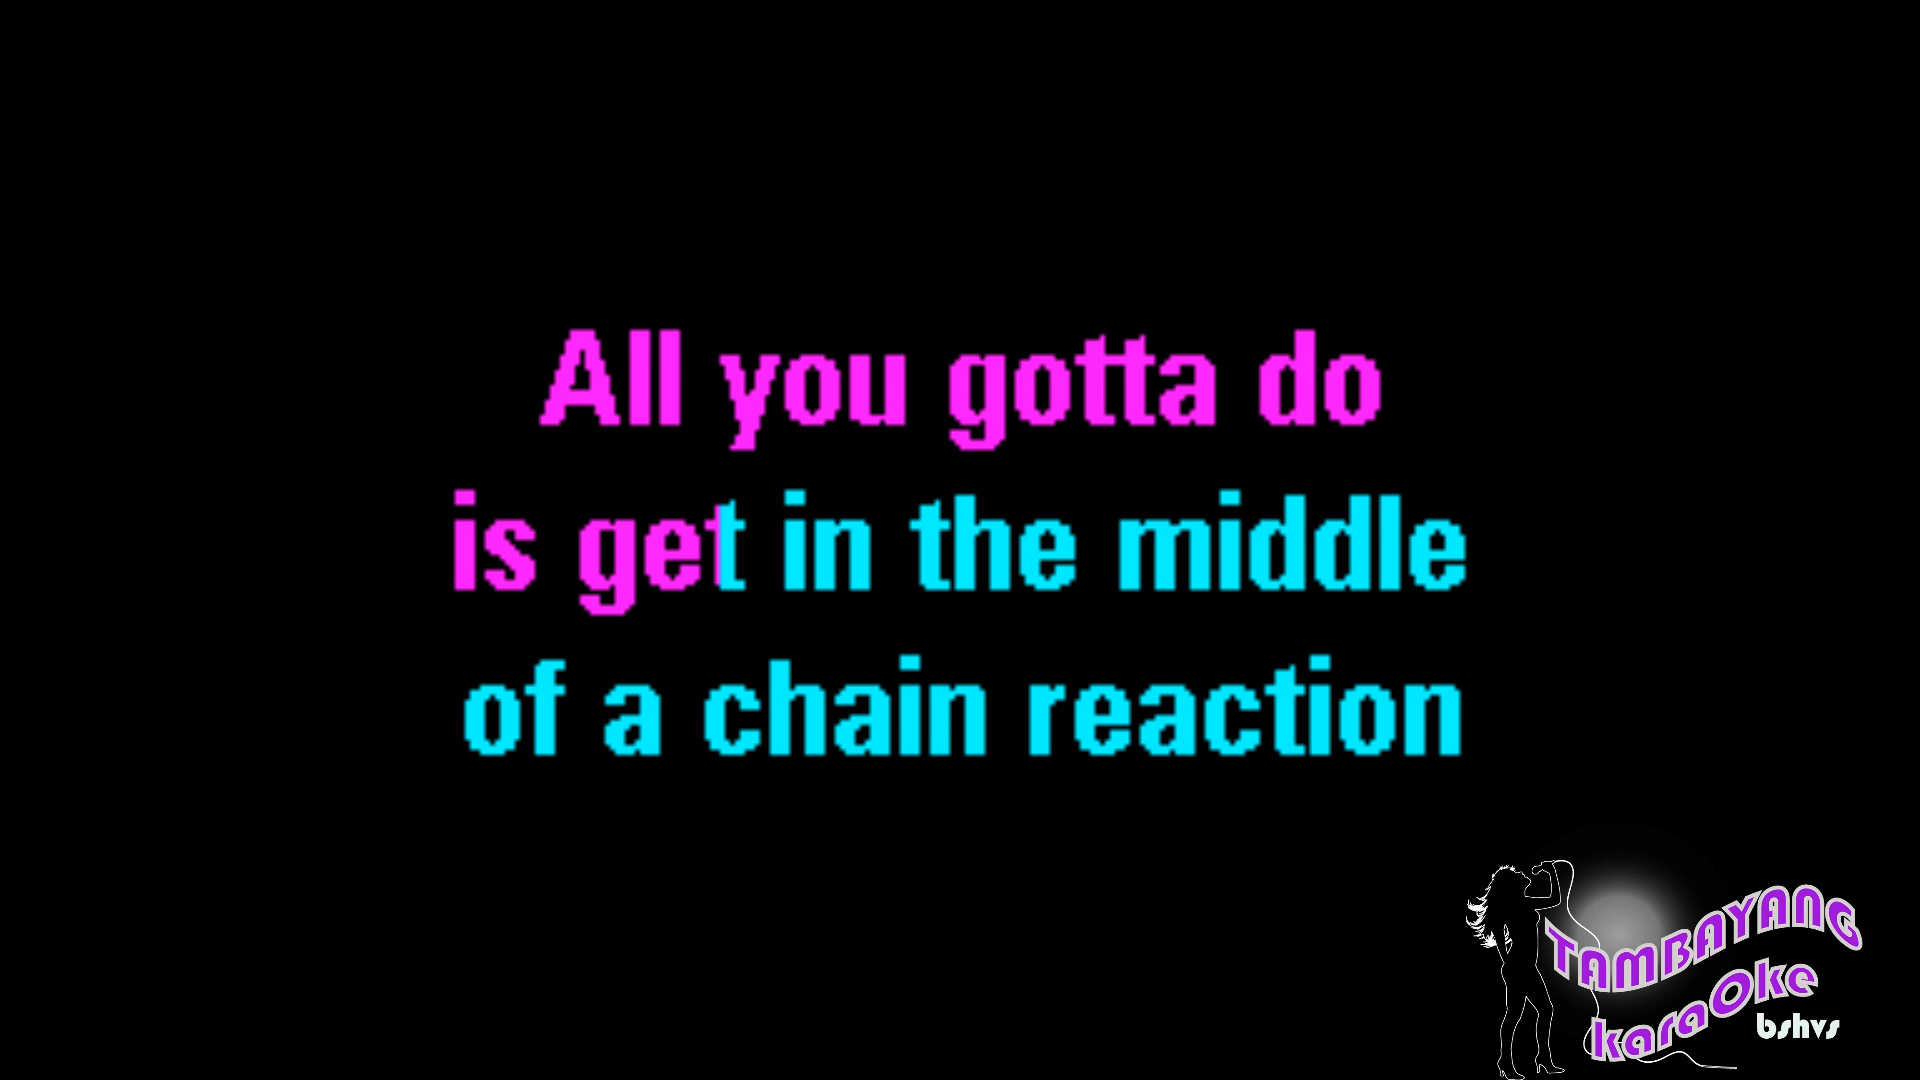 All you gotta do
is get in the middle
of a chain reaction
TAMBAYANG
karaOke
bshvs